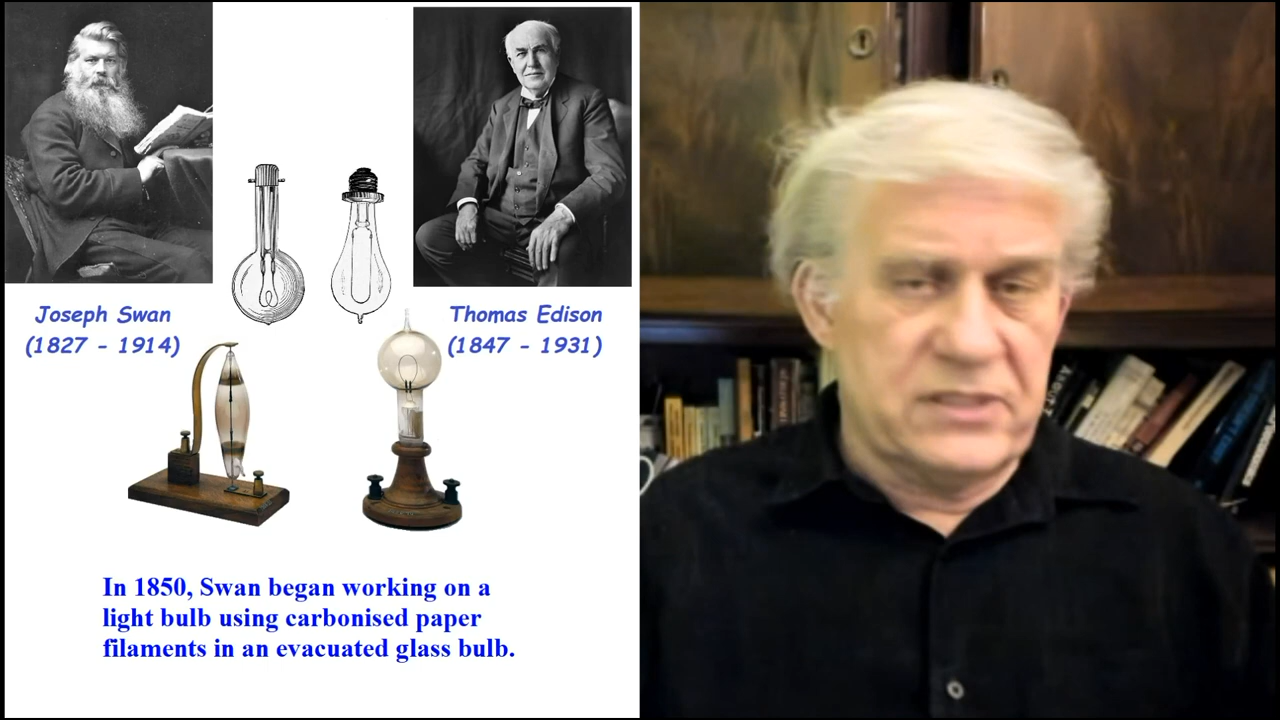 Joseph Swan
(1827 - 1914)
Thomas Edison
(1847 - 1931)
In 1850, Swan began working on a
light bulb using carbonised paper
filaments in an evacuated glass bulb.